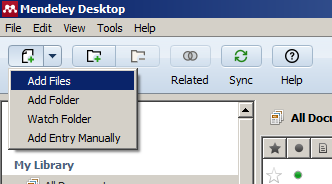 Mendeley Desktop
File Edit View Tools Help
Related Sync Help
Add Files
Add Folder
Watch Folder
Add Entry Manually
My Library
All Docu